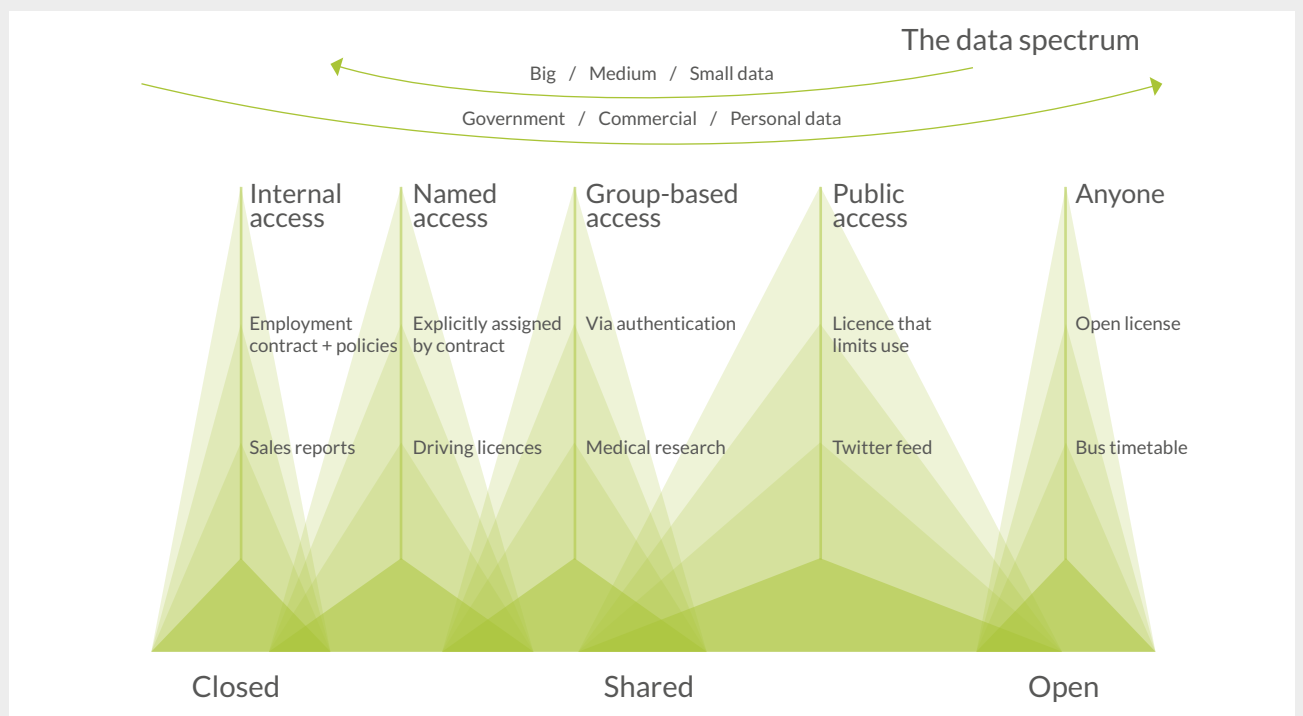 The data spectrum
Big / Medium / Small data
Government / Commercial / Personal data
Internal
access
Named
access
Group-based
access
Public
access
Anyone
Employment
contract + policies
Explicitly assigned
by contract
Via authentication
Licence that
limits use
Open license
Sales reports
Driving licences
Medical research
Twitter feed
Bus timetable
Closed
Shared
Open